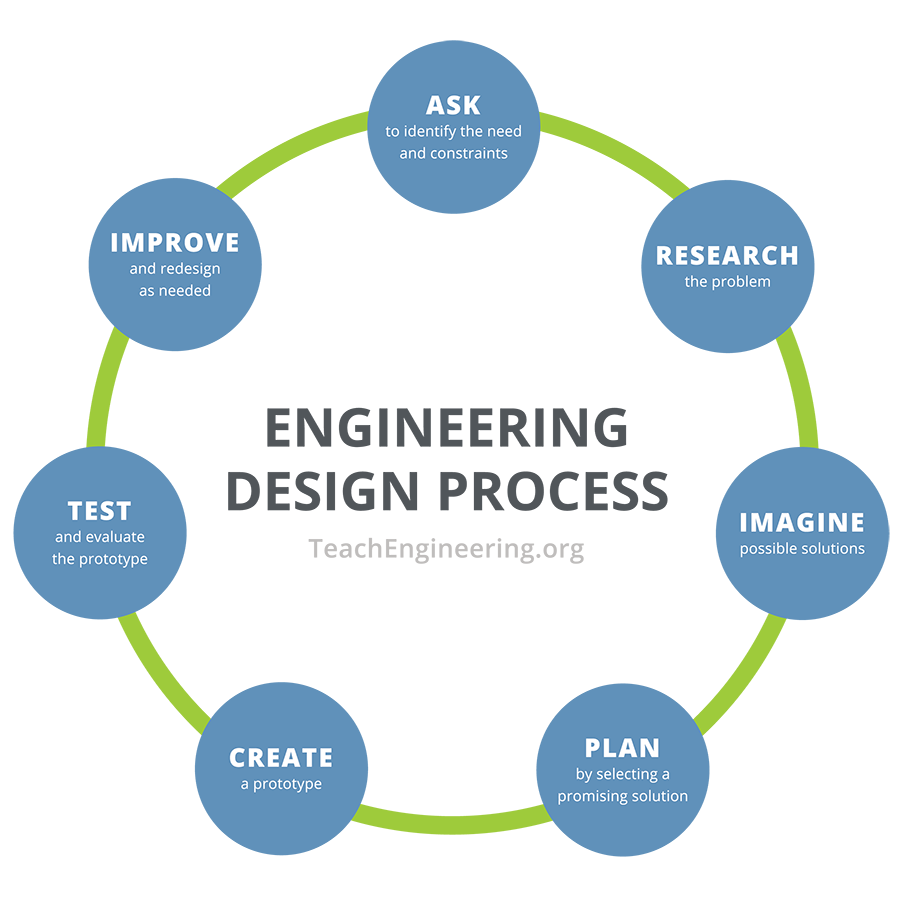 ENGINEERING
DESIGN PROCESS
TeachEngineering.org
ASK
to identify the need
and constraints
RESEARCH
the problem
IMAGINE
possible solutions
PLAN
by selecting a
promising solution
CREATE
a prototype
TEST
and evaluate
the prototype
IMPROVE
and redesign
as needed